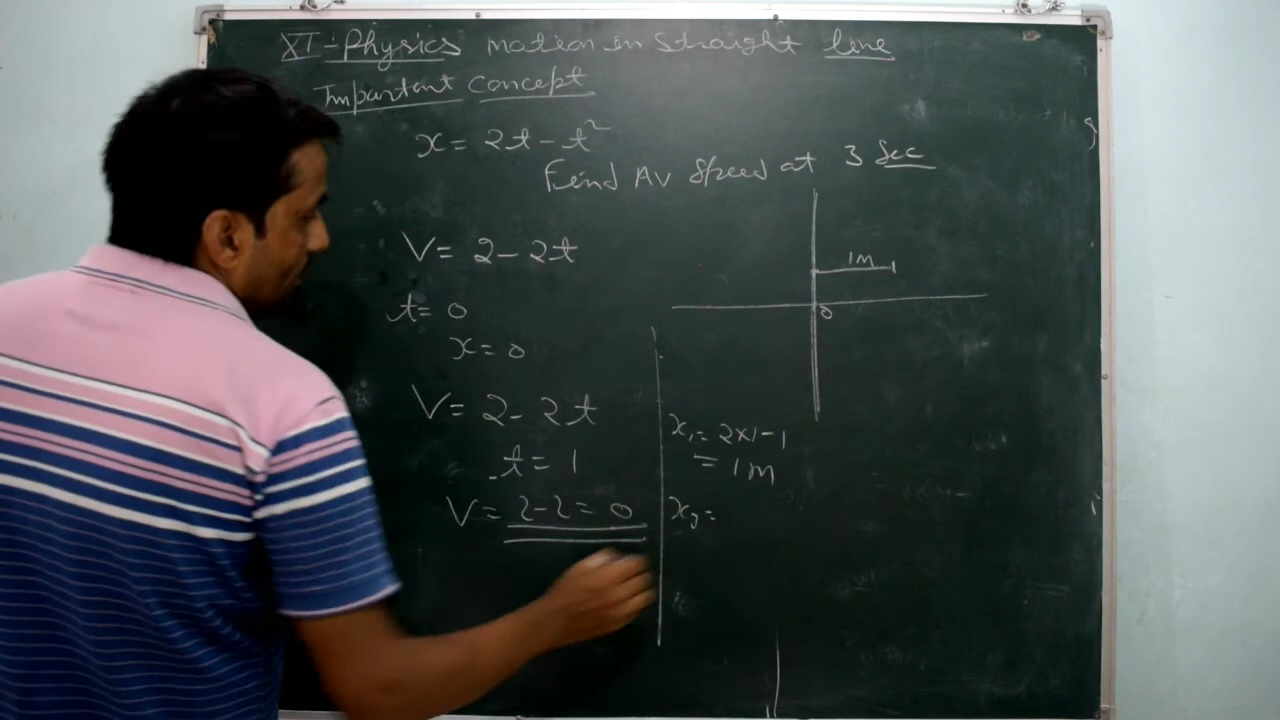 XI-Physics Motion in Straight line
Important Concept
x = 2t - t²
Find AV Speed at 3 Sec
V = 2 - 2t
t = 0
x = 0
V = 2 - 2t
t = 1
V = 2-2 = 0
1M
0
x₁ = 2×1-1
= 1M
x₃ =